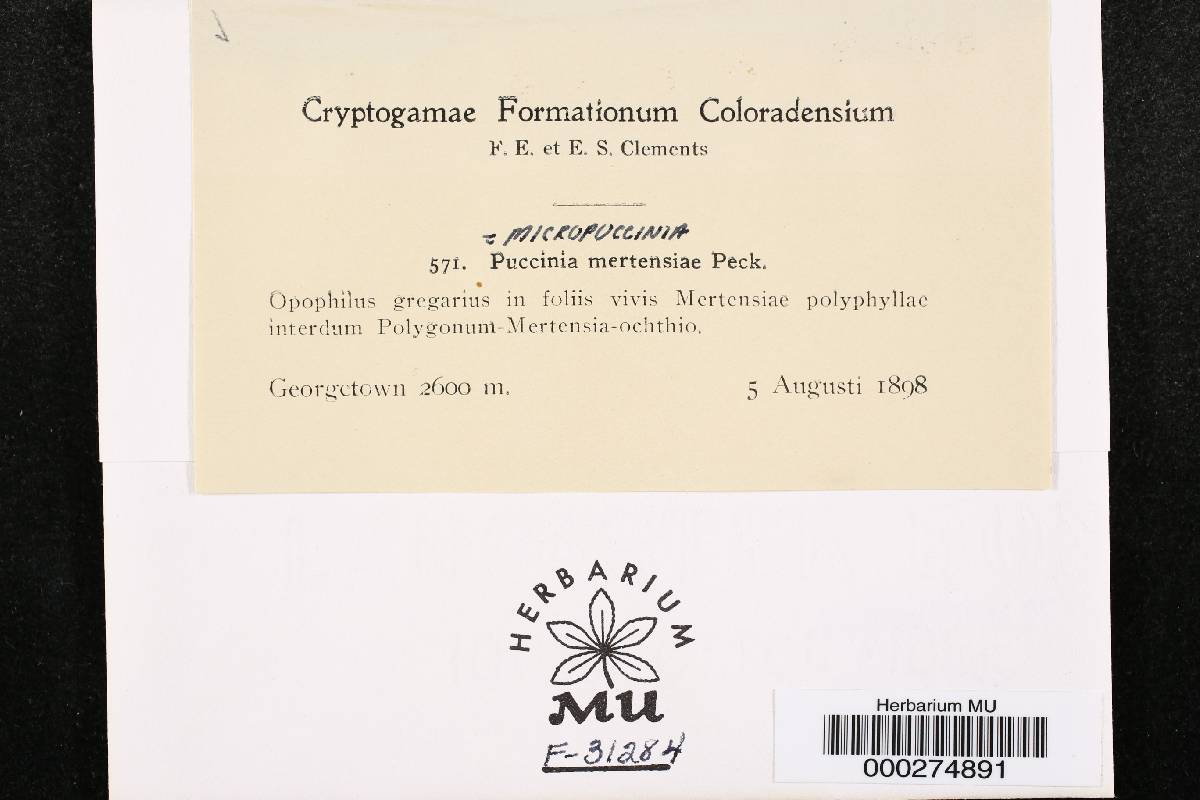 Cryptogamae Formationum Coloradensium
F. E. et E. S. Clements
= MICROPUCCINIA
571. Puccinia mertensiae Peck.
Opophilus gregarius in foliis vivis Mertensiae polyphyllae
interdum Polygonum-Mertensia-ochthio.
Georgetown 2600 m. 5 Augusti 1898
HERBARIUM
MU
F-31284
Herbarium MU
000274891